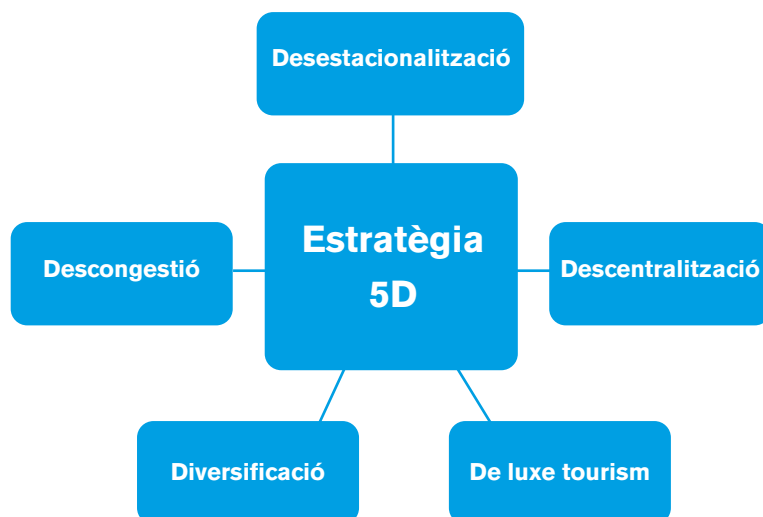 Desestacionalització
Estratègia
5D
Descongestió
Descentralització
Diversificació
De luxe tourism